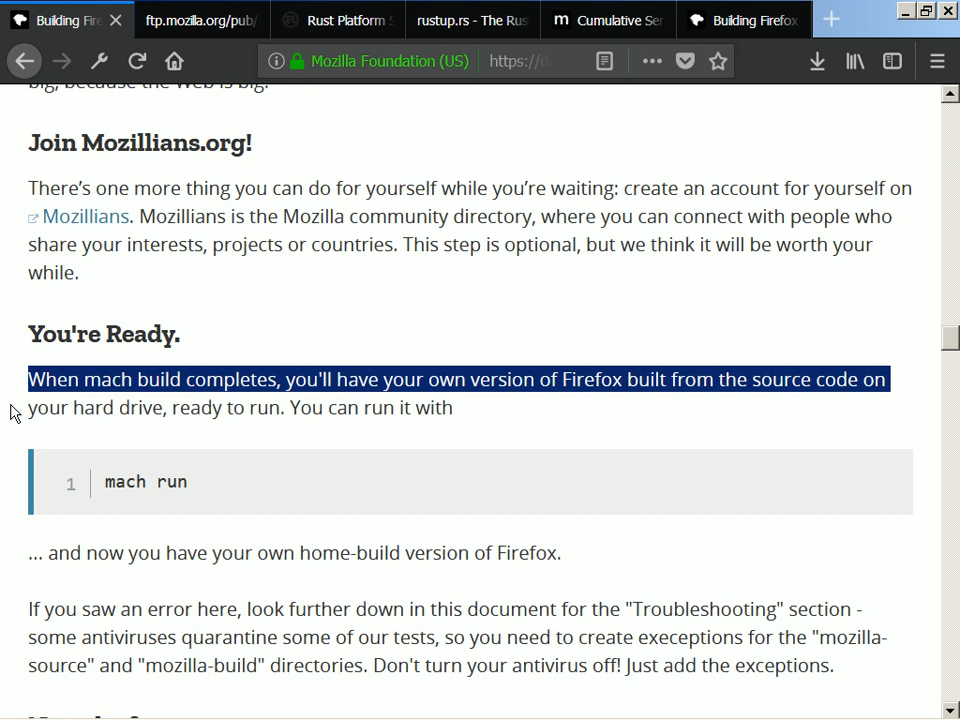 Building Fire
ftp.mozilla.org/pub/
Rust Platform S
rustup.rs - The Rus
Cumulative Ser
Building Firefox
Mozilla Foundation (US)
https://d
big, because the Web is big!
Join Mozillians.org!
There's one more thing you can do for yourself while you're waiting: create an account for yourself on
Mozillians. Mozillians is the Mozilla community directory, where you can connect with people who
share your interests, projects or countries. This step is optional, but we think it will be worth your
while.
You're Ready.
When mach build completes, you'll have your own version of Firefox built from the source code on
your hard drive, ready to run. You can run it with
1 mach run
... and now you have your own home-build version of Firefox.
If you saw an error here, look further down in this document for the "Troubleshooting" section -
some antiviruses quarantine some of our tests, so you need to create execeptions for the "mozilla-
source" and "mozilla-build" directories. Don't turn your antivirus off! Just add the exceptions.